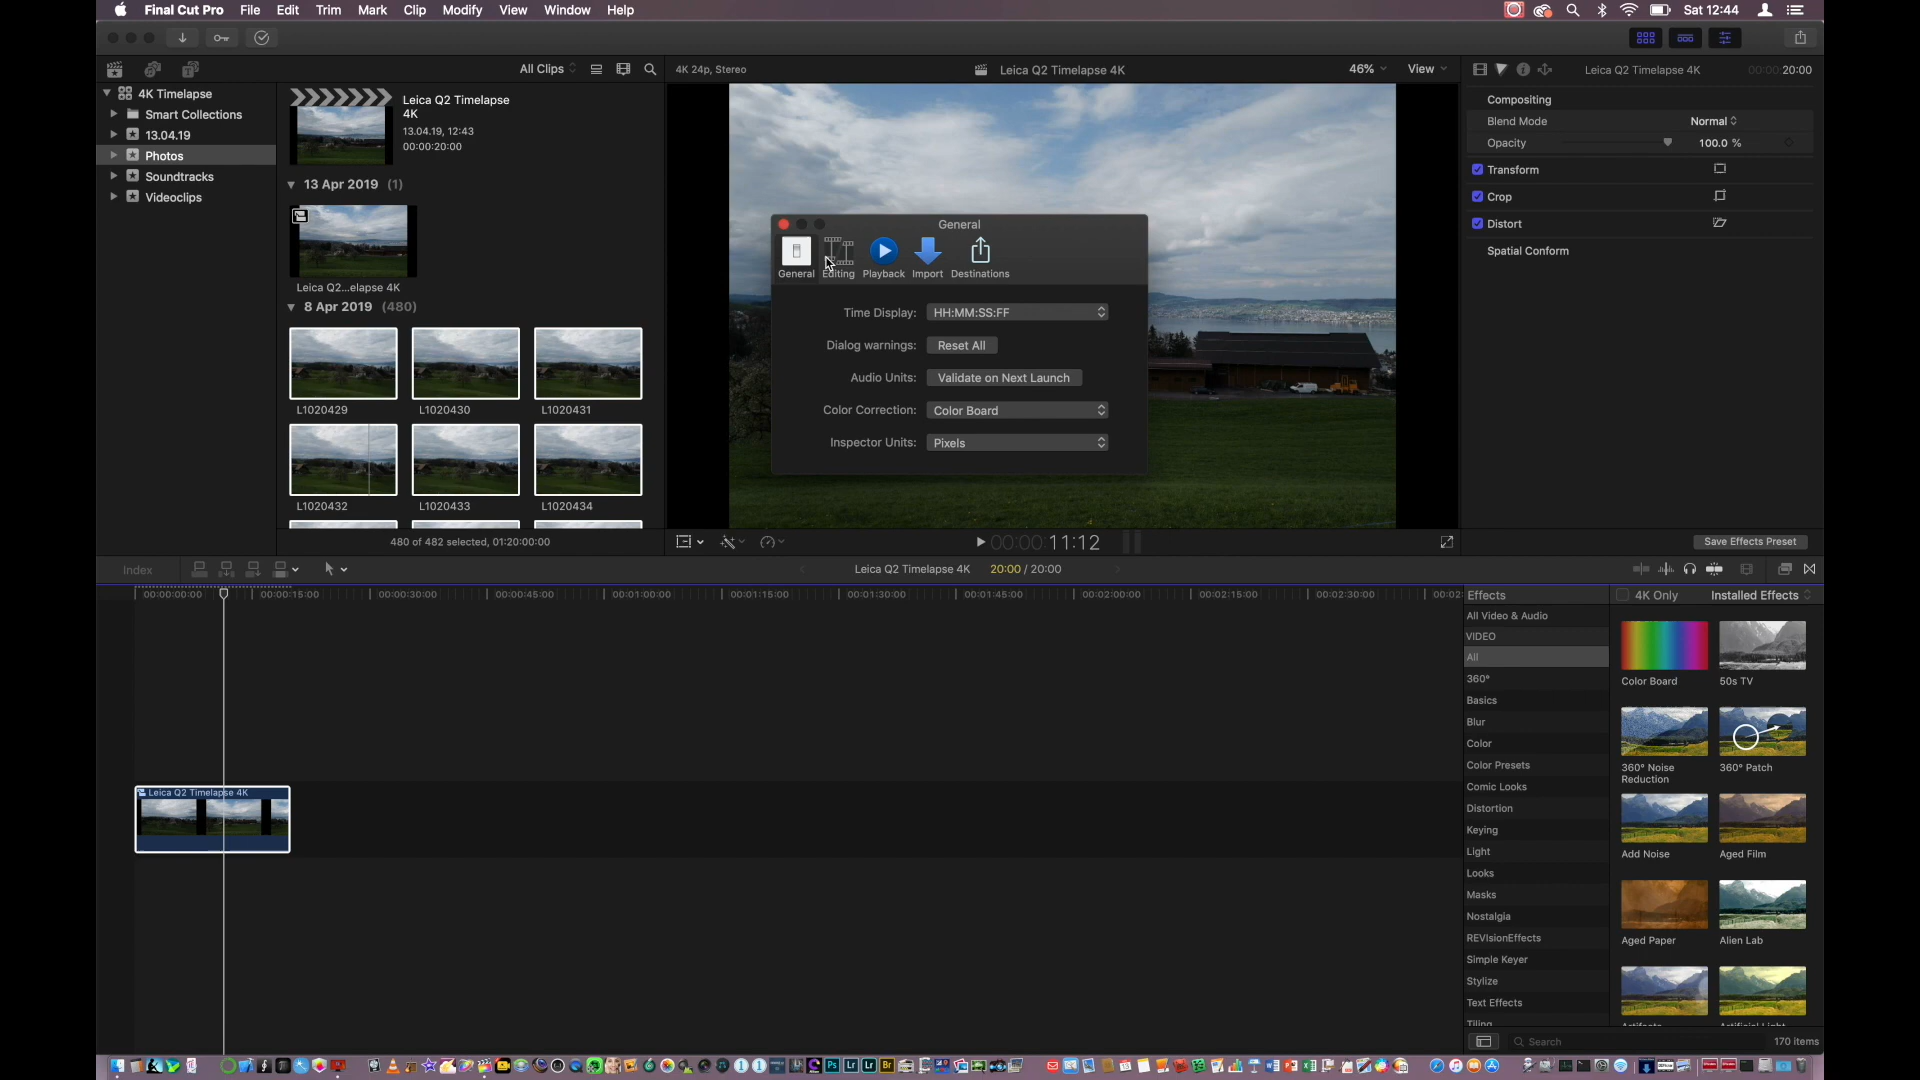 Final Cut Pro File Edit Trim Mark Clip Modify View Window Help
Sat 12:44
All Clips
4K 24p, Stereo
Leica Q2 Timelapse 4K
46%
View
Leica Q2 Timelapse 4K
00:00:20:00
4K Timelapse
Smart Collections
13.04.19
Photos
Soundtracks
Videoclips
Leica Q2 Timelapse
4K
13.04.19, 12:43
00:00:20:00
13 Apr 2019 (1)
Leica Q2...elapse 4K
8 Apr 2019 (480)
L1020429
L1020430
L1020431
L1020432
L1020433
L1020434
480 of 482 selected, 01:20:00:00
General
General Editing Playback Import Destinations
Time Display: HH:MM:SS:FF
Dialog warnings: Reset All
Audio Units: Validate on Next Launch
Color Correction: Color Board
Inspector Units: Pixels
00:00:11:12
Compositing
Blend Mode Normal
Opacity 100.0 %
Transform
Crop
Distort
Spatial Conform
Save Effects Preset
Index
Leica Q2 Timelapse 4K 20:00 / 20:00
00:00:00:00
00:00:15:00
00:00:30:00
00:00:45:00
00:01:00:00
00:01:15:00
00:01:30:00
00:01:45:00
00:02:00:00
00:02:15:00
00:02:30:00
00:02:
Leica Q2 Timelapse 4K
Effects
4K Only
Installed Effects
All Video & Audio
VIDEO
All
360°
Basics
Blur
Color
Color Presets
Comic Looks
Distortion
Keying
Light
Looks
Masks
Nostalgia
REVIsionEffects
Simple Keyer
Stylize
Text Effects
Tiling
Color Board
50s TV
360° Noise
Reduction
360° Patch
Add Noise
Aged Film
Aged Paper
Alien Lab
Artifacts
Artificial Light
Search
170 items